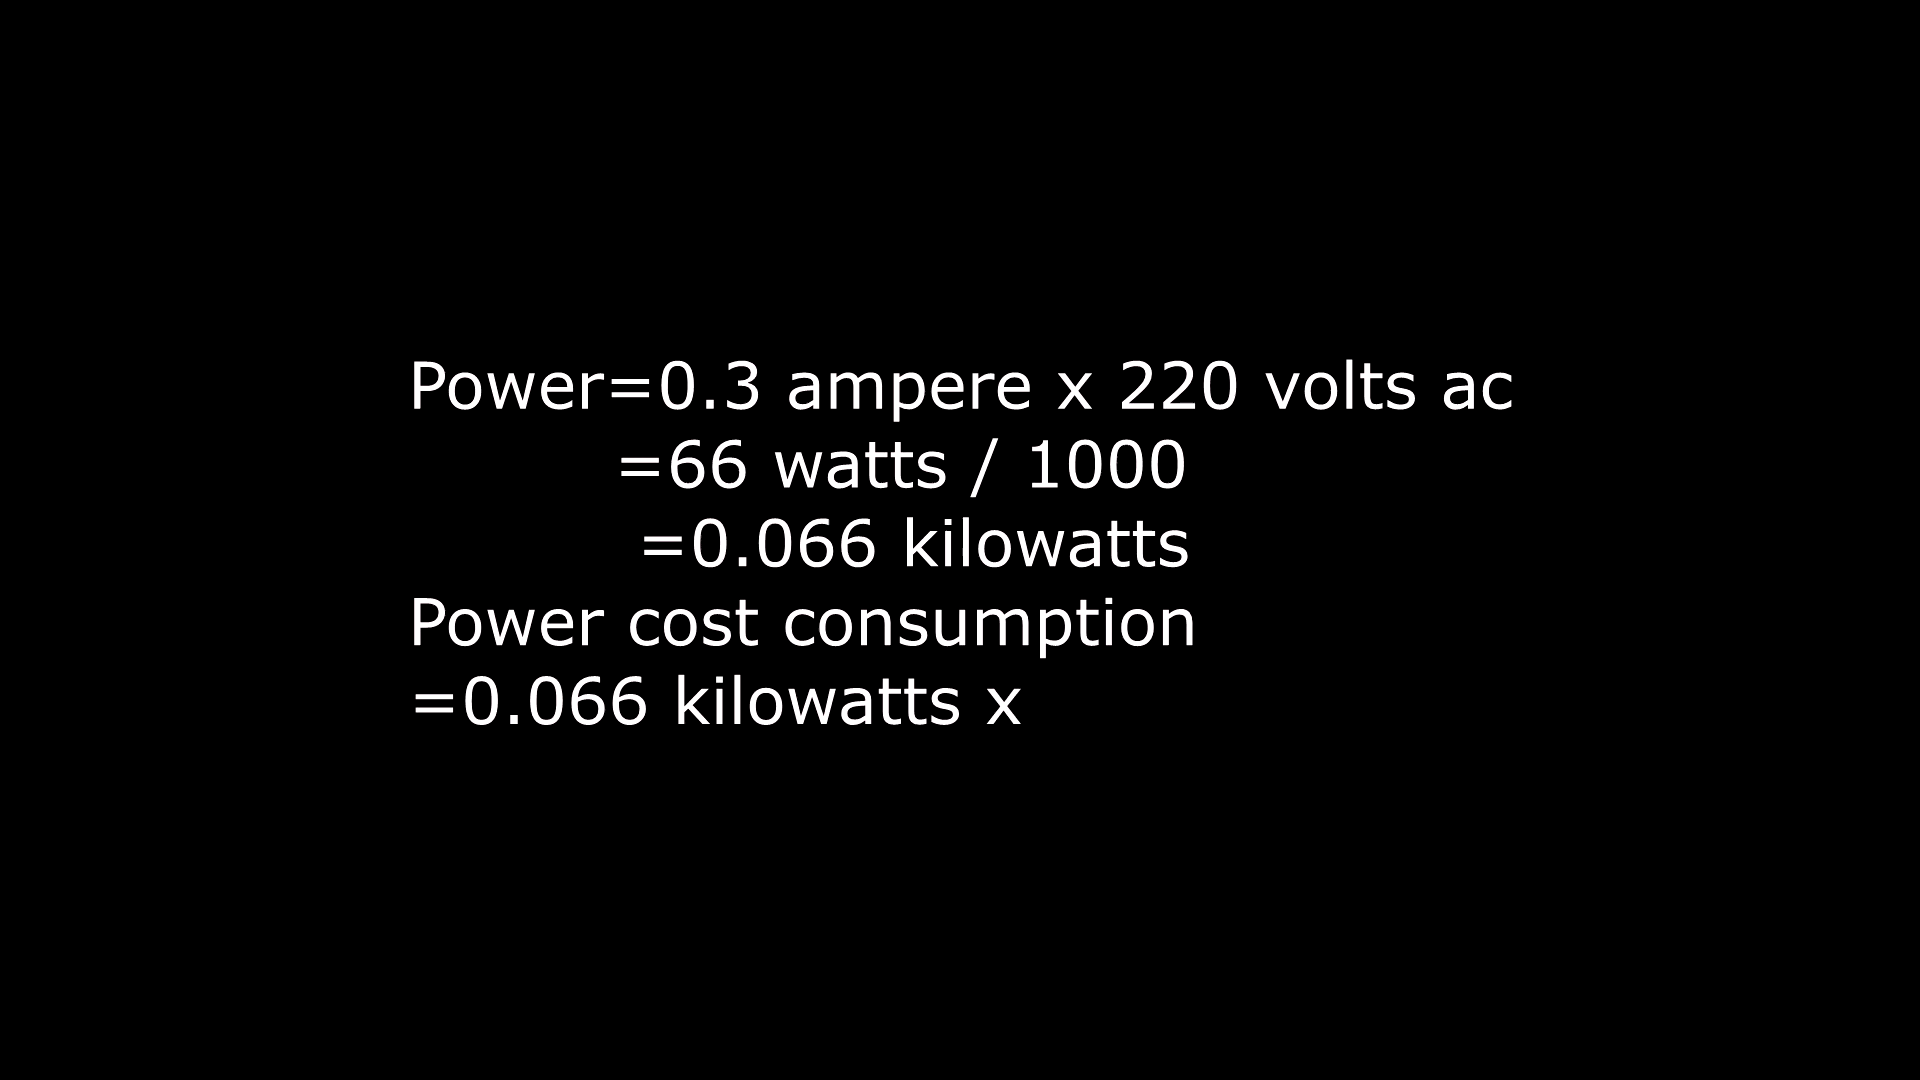 Power=0.3 ampere x 220 volts ac
=66 watts / 1000
=0.066 kilowatts
Power cost consumption
=0.066 kilowatts x